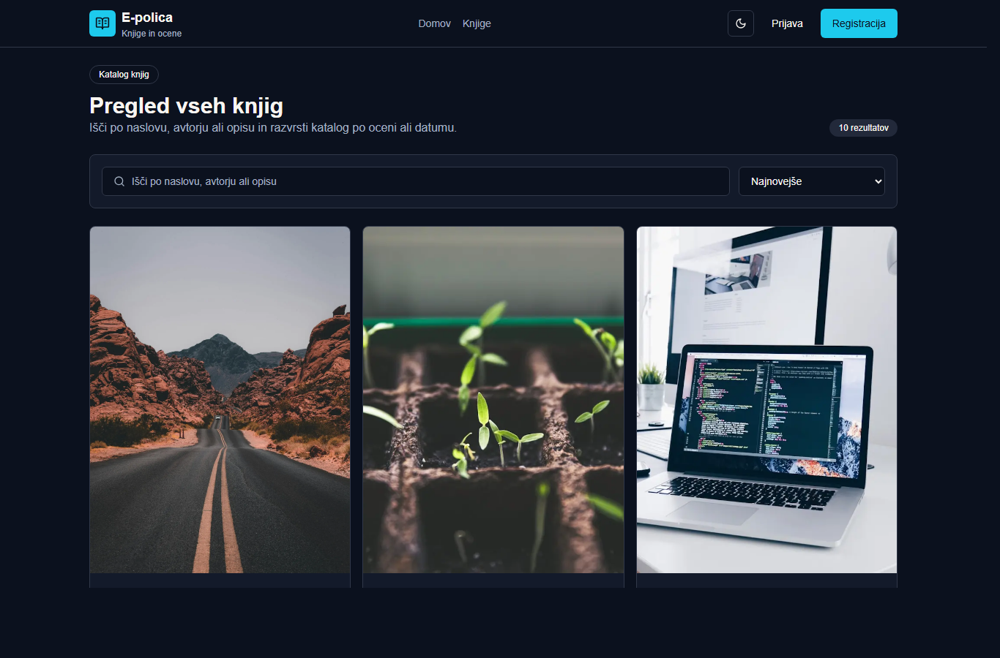 E-polica
Knjige in ocene
Domov
Knjige
Prijava
Registracija
Katalog knjig
Pregled vseh knjig
Išči po naslovu, avtorju ali opisu in razvrsti katalog po oceni ali datumu.
10 rezultatov
Išči po naslovu, avtorju ali opisu
Najnovejše